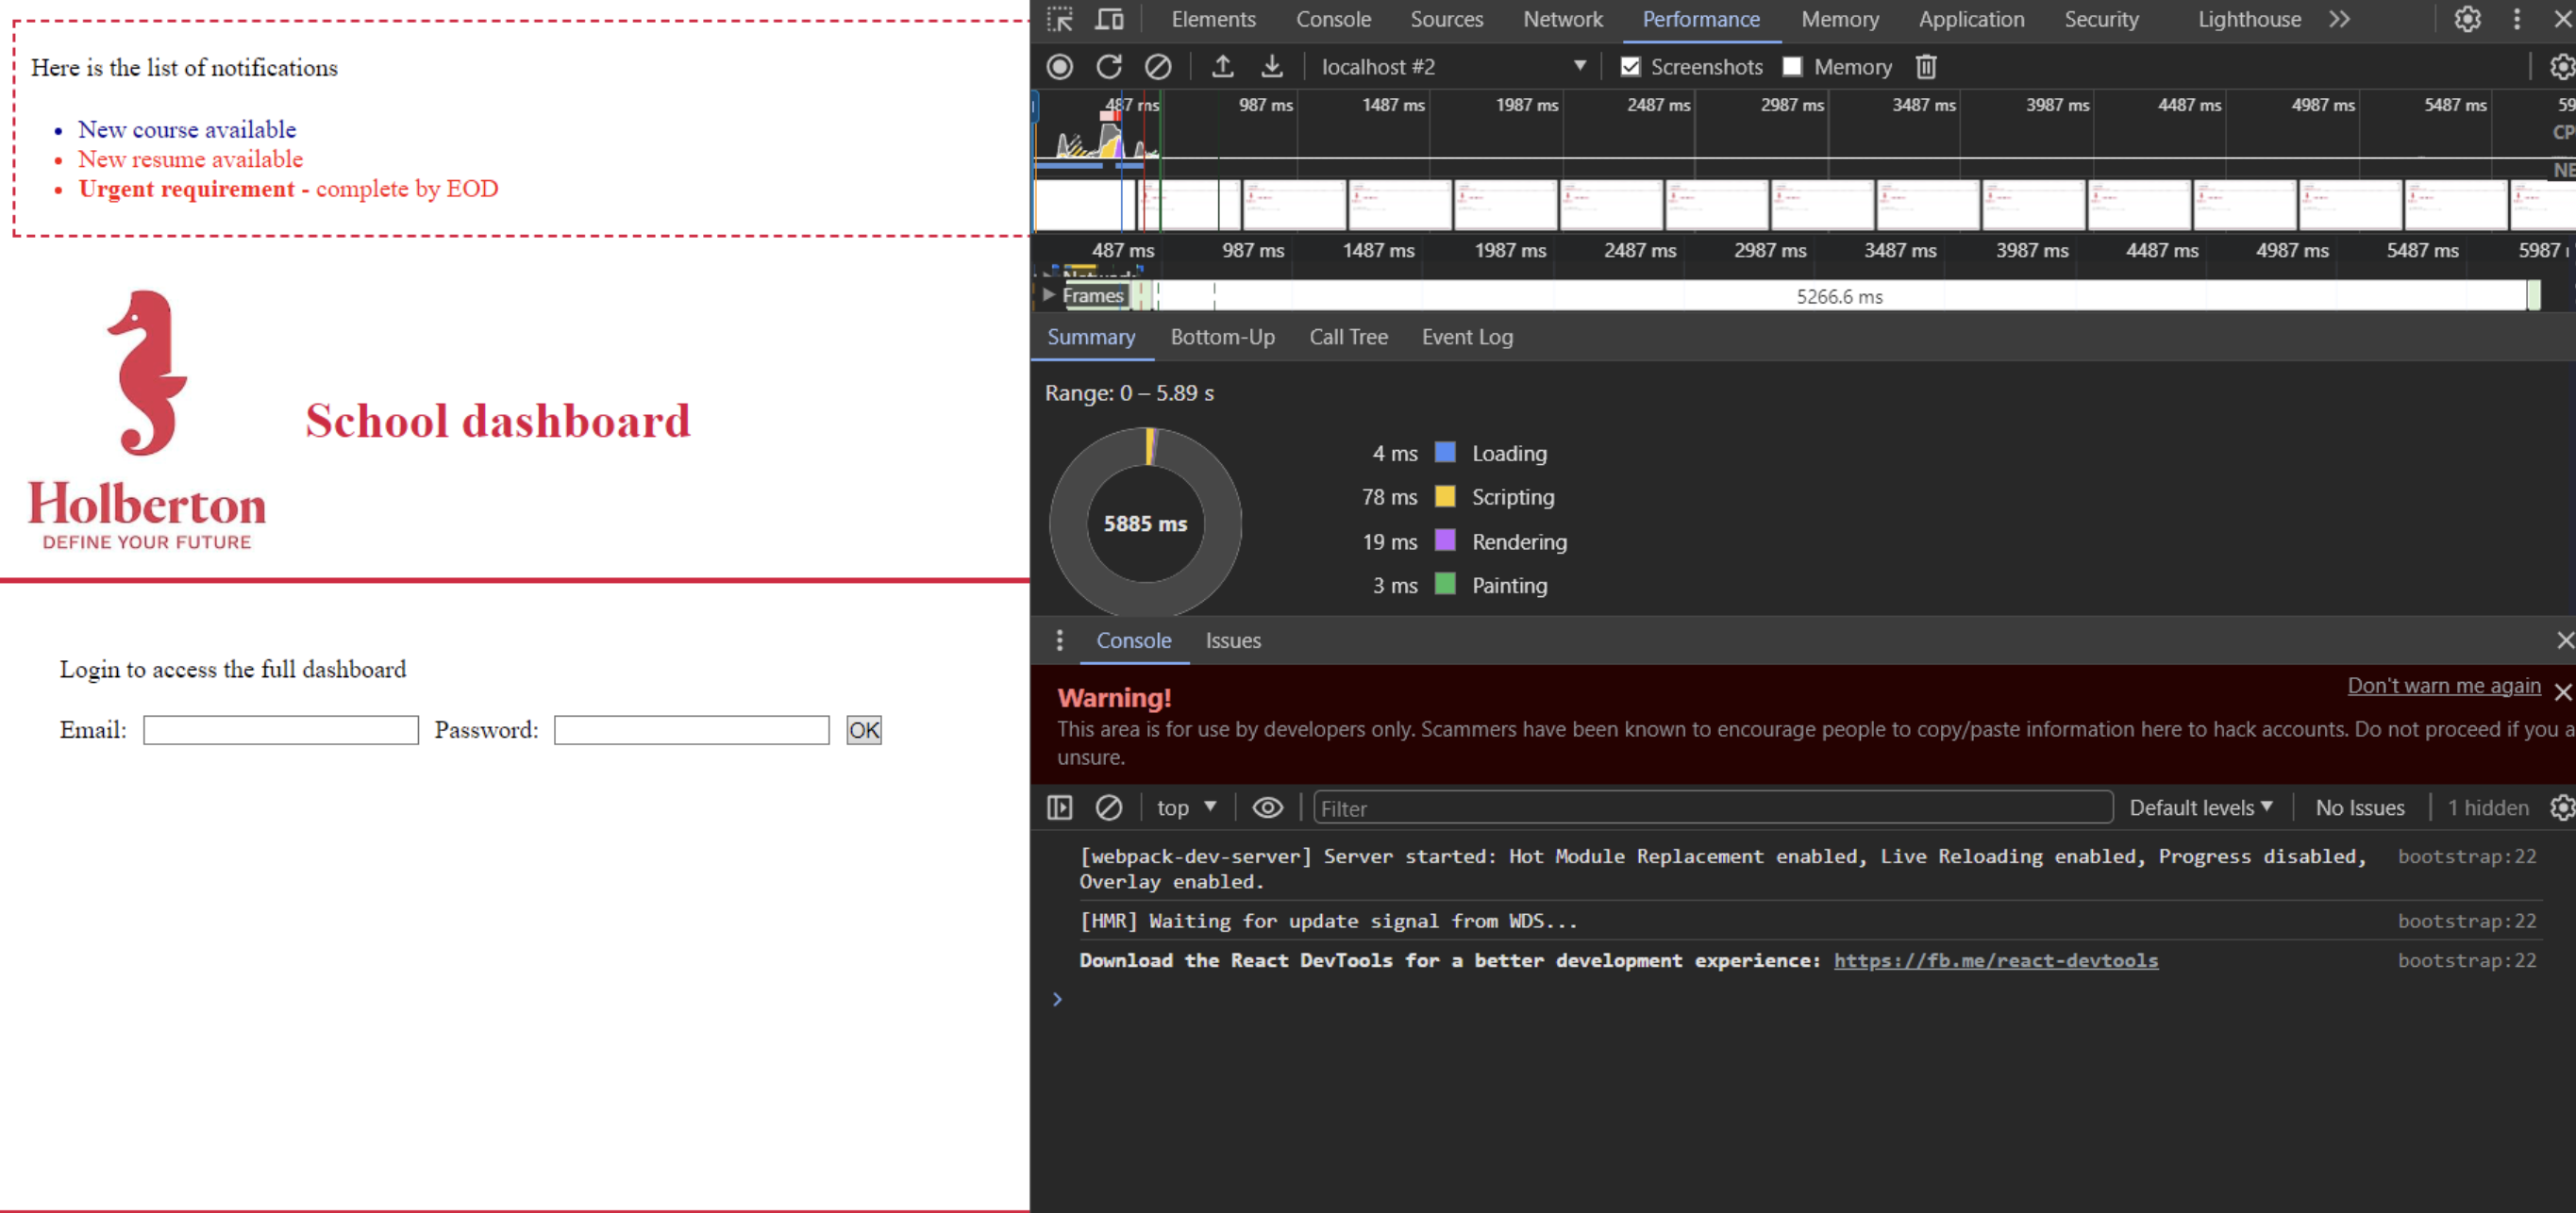 Here is the list of notifications
New course available
New resume available
Urgent requirement - complete by EOD
Holberton
DEFINE YOUR FUTURE
School dashboard
Login to access the full dashboard
Email: Password: OK
Elements Console Sources Network Performance Memory Application Security Lighthouse
localhost #2 Screenshots Memory
487 ms 987 ms 1487 ms 1987 ms 2487 ms 2987 ms 3487 ms 3987 ms 4487 ms 4987 ms 5487 ms 59
CP
NE
487 ms 987 ms 1487 ms 1987 ms 2487 ms 2987 ms 3487 ms 3987 ms 4487 ms 4987 ms 5487 ms 5987
Network
Frames 5266.6 ms
Summary Bottom-Up Call Tree Event Log
Range: 0 – 5.89 s
5885 ms
4 ms Loading
78 ms Scripting
19 ms Rendering
3 ms Painting
Console Issues
Warning! Don't warn me again
This area is for use by developers only. Scammers have been known to encourage people to copy/paste information here to hack accounts. Do not proceed if you a
unsure.
top Filter Default levels No Issues 1 hidden
[webpack-dev-server] Server started: Hot Module Replacement enabled, Live Reloading enabled, Progress disabled, bootstrap:22
Overlay enabled.
[HMR] Waiting for update signal from WDS... bootstrap:22
Download the React DevTools for a better development experience: https://fb.me/react-devtools bootstrap:22